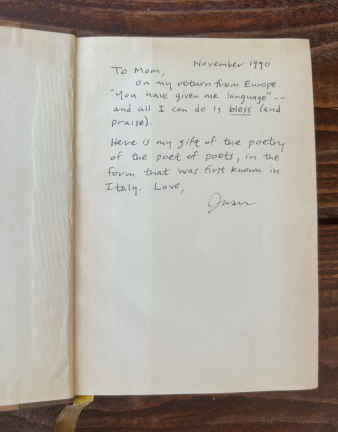 November 1990
To Mom,
on my return from Europe
"You have given me language"--
and all I can do is bless (and
praise).
Here is my gift of the poetry
of the poet of poets, in the
form that was first known in
Italy. Love,